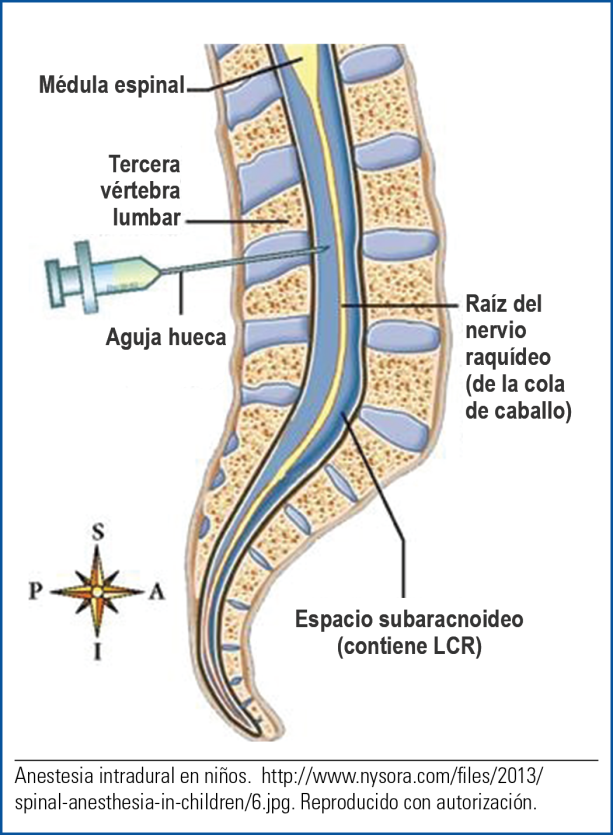 Médula espinal
Tercera
vértebra
lumbar
Aguja hueca
Raíz del
nervio
raquídeo
(de la cola
de caballo)
S
P
A
I
Espacio subaracnoideo
(contiene LCR)
Anestesia intradural en niños. http://www.nysora.com/files/2013/
spinal-anesthesia-in-children/6.jpg. Reproducido con autorización.